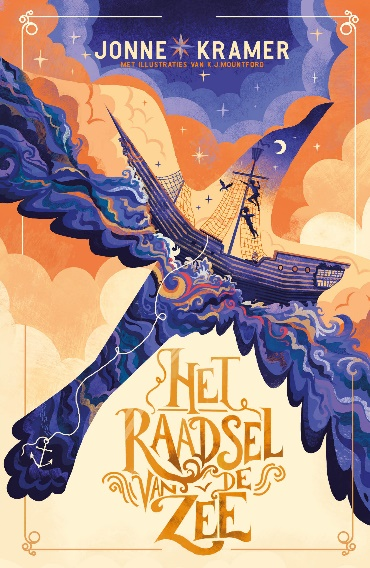 JONNE KRAMER
MET ILLUSTRATIES VAN K.J.MOUNTFORD
HET
RAADSEL
VAN DE
ZEE